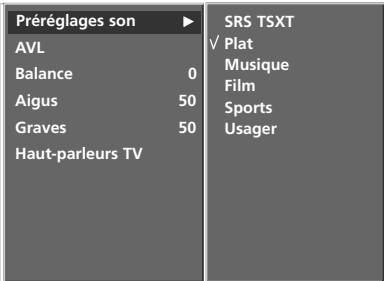 Préréglages son ►
AVL
Balance 0
Aigus 50
Graves 50
Haut-parleurs TV
SRS TSXT
√ Plat
Musique
Film
Sports
Usager